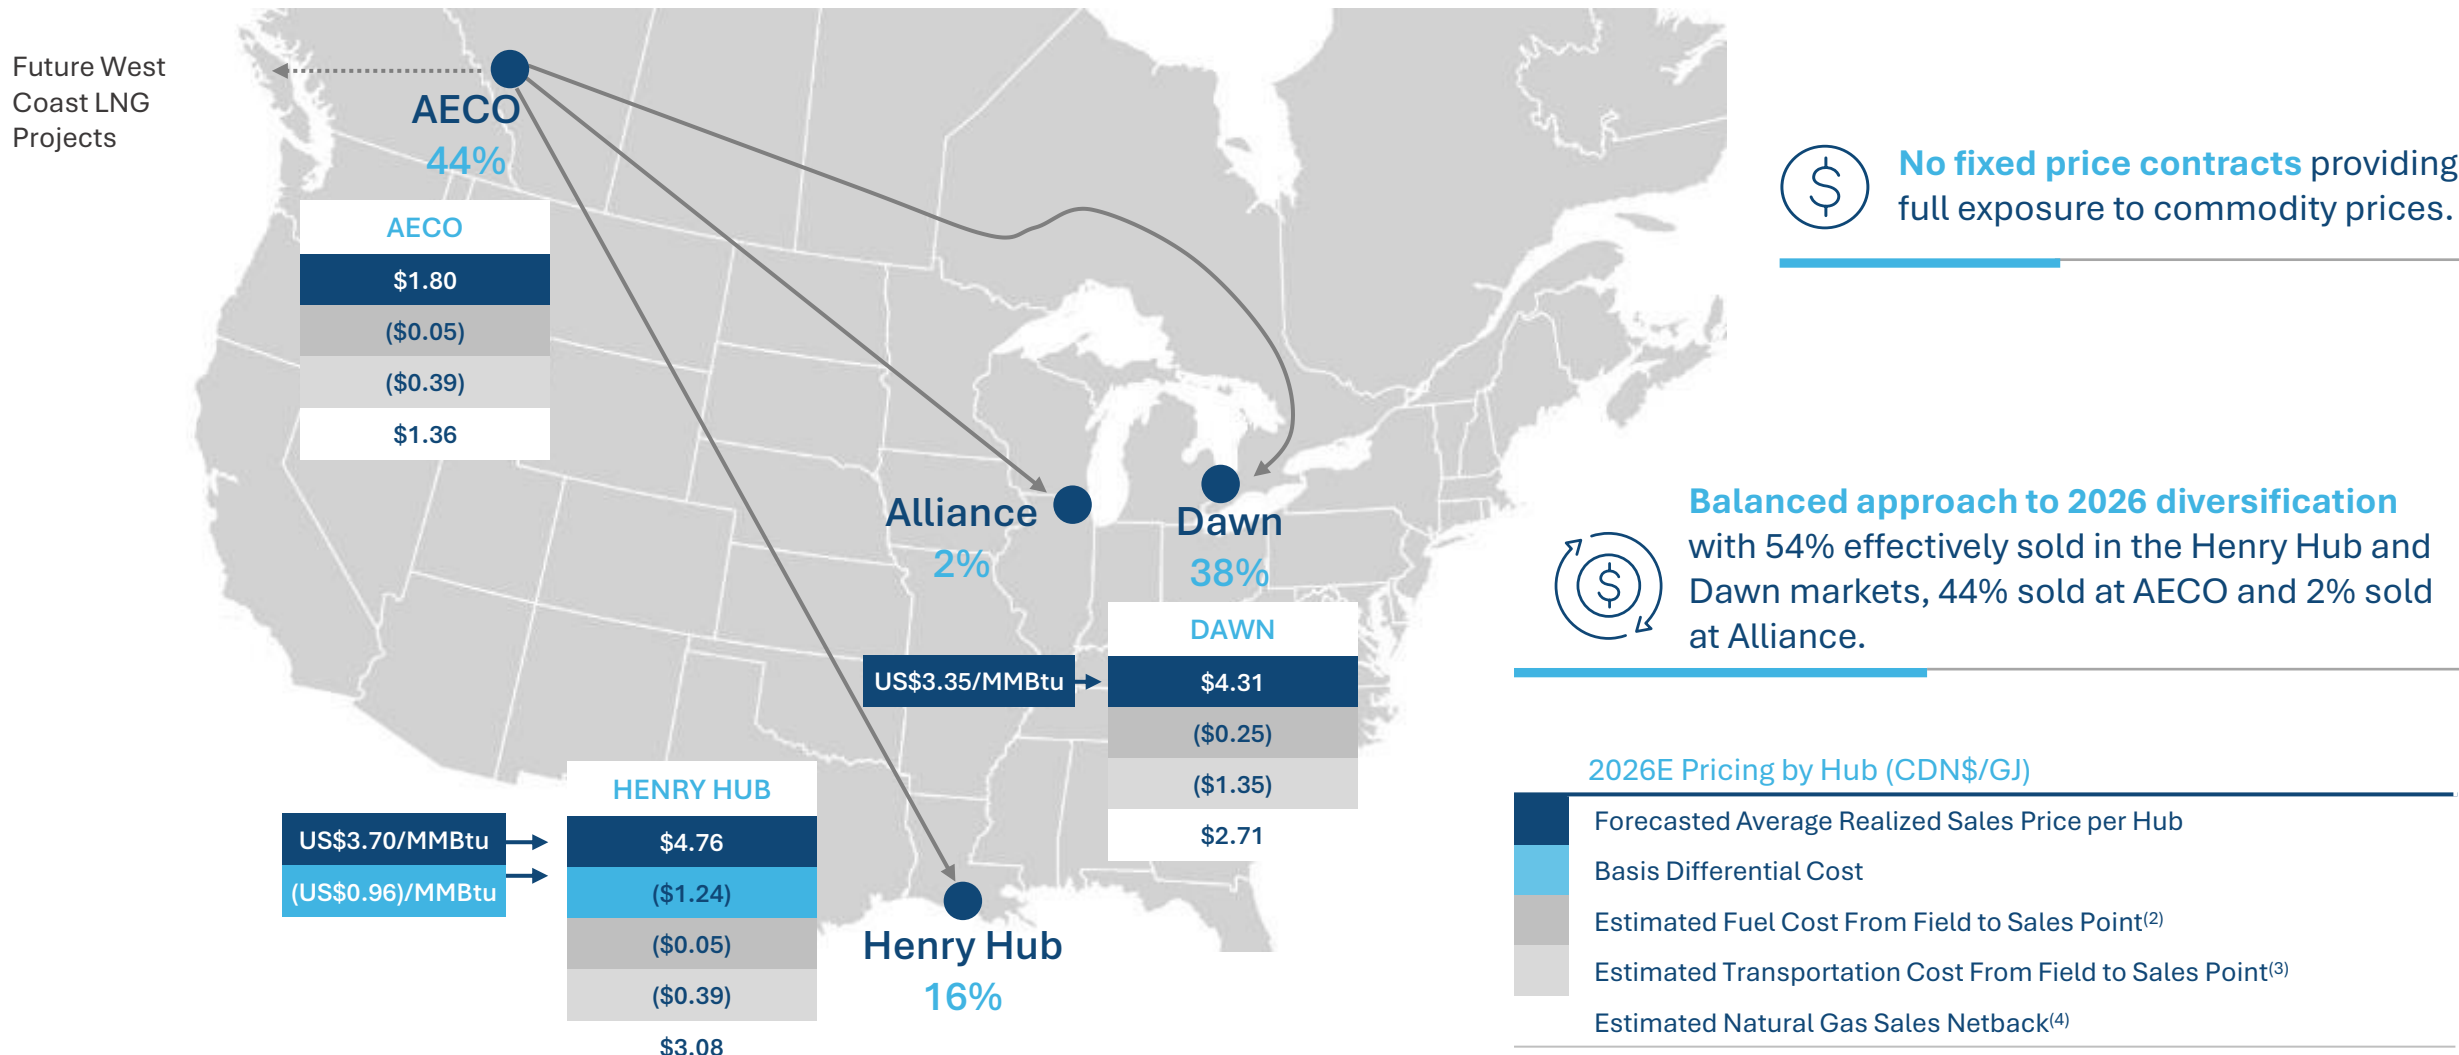 Future West
Coast LNG
Projects
AECO
44%
AECO
$1.80
($0.05)
($0.39)
$1.36
Alliance
2%
Dawn
38%
DAWN
US$3.35/MMBtu
$4.31
($0.25)
($1.35)
$2.71
HENRY HUB
US$3.70/MMBtu
$4.76
(US$0.96)/MMBtu
($1.24)
($0.05)
($0.39)
$3.08
Henry Hub
16%
No fixed price contracts providing
full exposure to commodity prices.
Balanced approach to 2026 diversification
with 54% effectively sold in the Henry Hub and
Dawn markets, 44% sold at AECO and 2% sold
at Alliance.
2026E Pricing by Hub (CDN$/GJ)
Forecasted Average Realized Sales Price per Hub
Basis Differential Cost
Estimated Fuel Cost From Field to Sales Point(2)
Estimated Transportation Cost From Field to Sales Point(3)
Estimated Natural Gas Sales Netback(4)